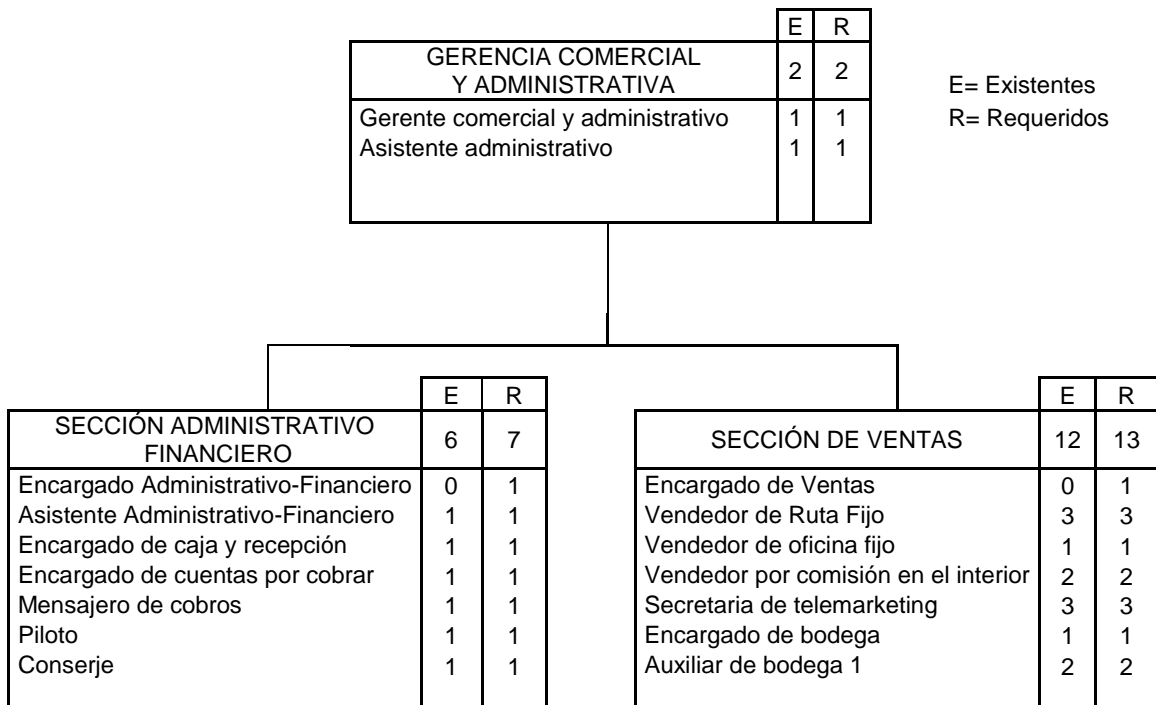 E R
GERENCIA COMERCIAL
Y ADMINISTRATIVA
2 2
Gerente comercial y administrativo 1 1
Asistente administrativo 1 1
E= Existentes
R= Requeridos
E R
SECCIÓN ADMINISTRATIVO
FINANCIERO
6 7
Encargado Administrativo-Financiero 0 1
Asistente Administrativo-Financiero 1 1
Encargado de caja y recepción 1 1
Encargado de cuentas por cobrar 1 1
Mensajero de cobros 1 1
Piloto 1 1
Conserje 1 1
E R
SECCIÓN DE VENTAS 12 13
Encargado de Ventas 0 1
Vendedor de Ruta Fijo 3 3
Vendedor de oficina fijo 1 1
Vendedor por comisión en el interior 2 2
Secretaria de telemarketing 3 3
Encargado de bodega 1 1
Auxiliar de bodega 1 2 2